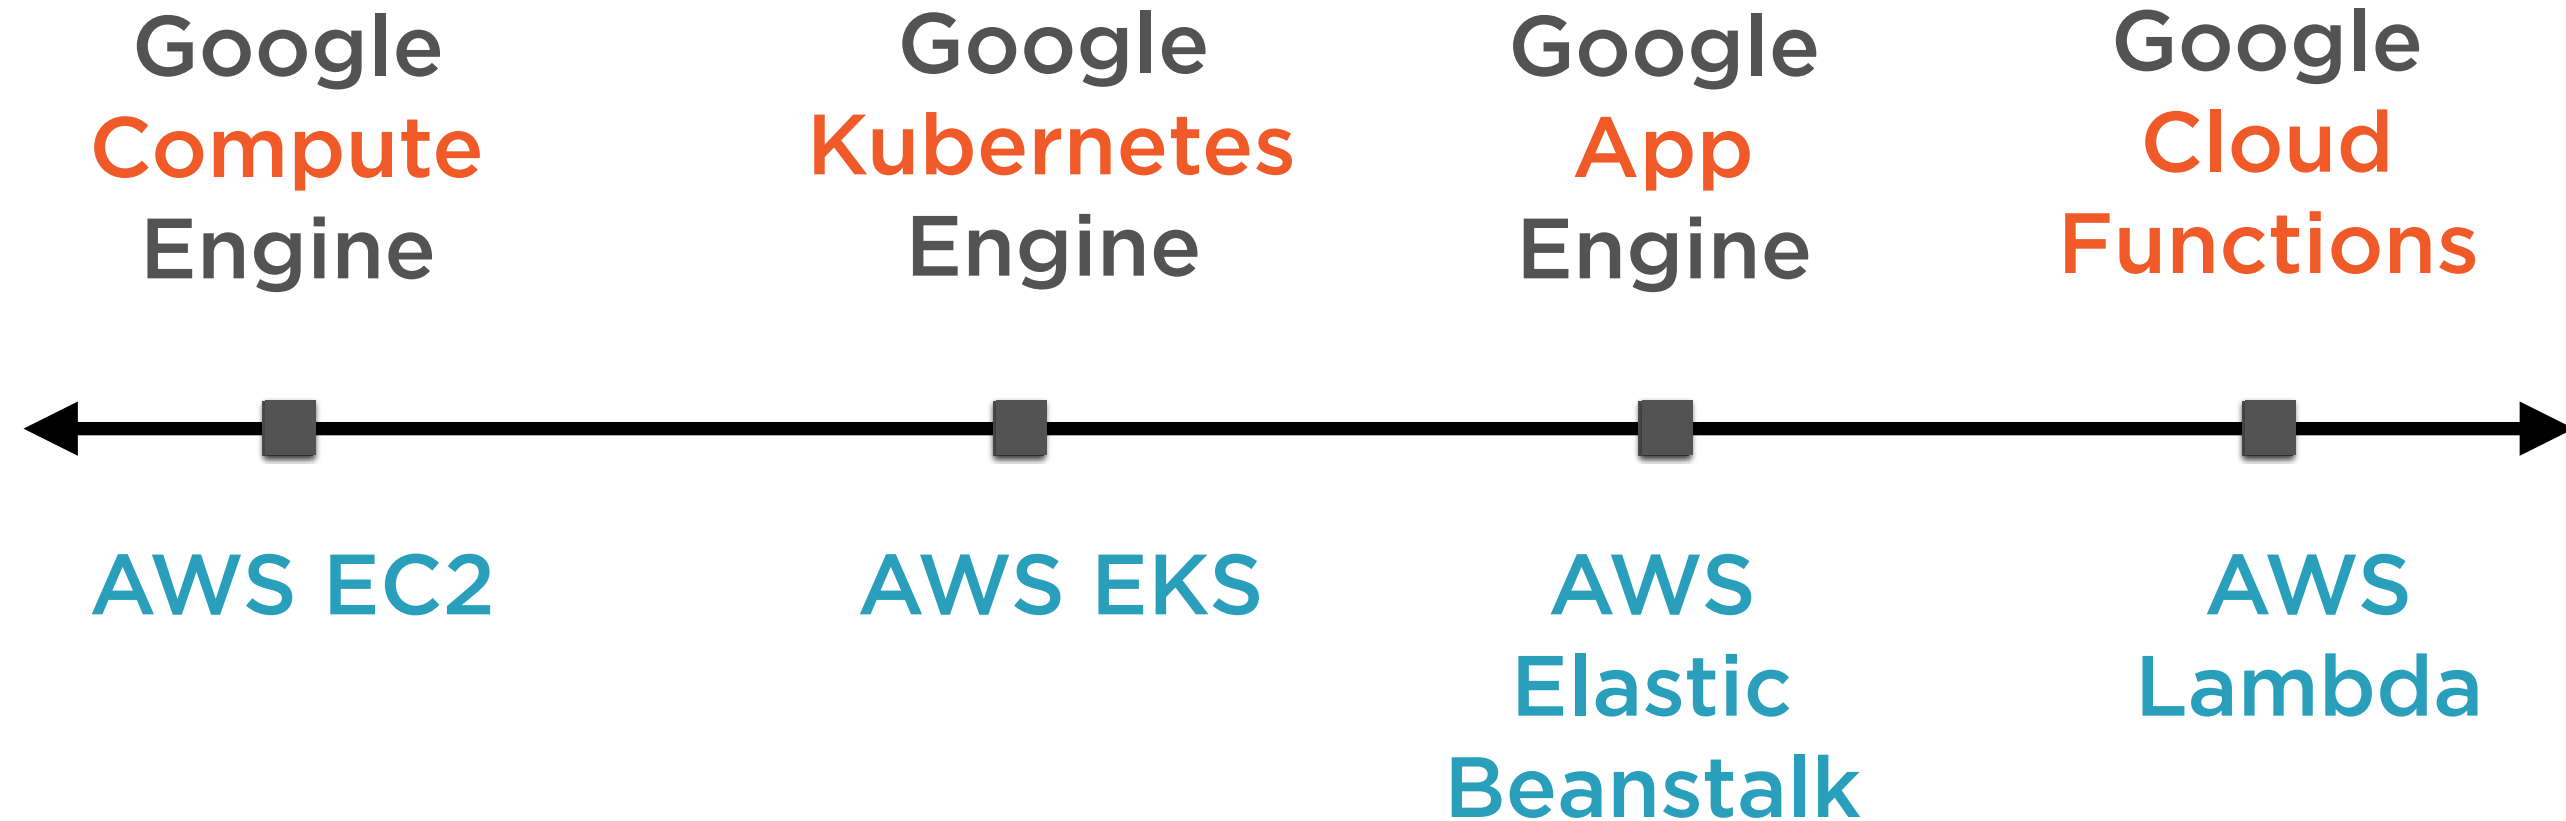 Google
Compute
Engine
Google
Kubernetes
Engine
Google
App
Engine
Google
Cloud
Functions
AWS EC2
AWS EKS
AWS
Elastic
Beanstalk
AWS
Lambda